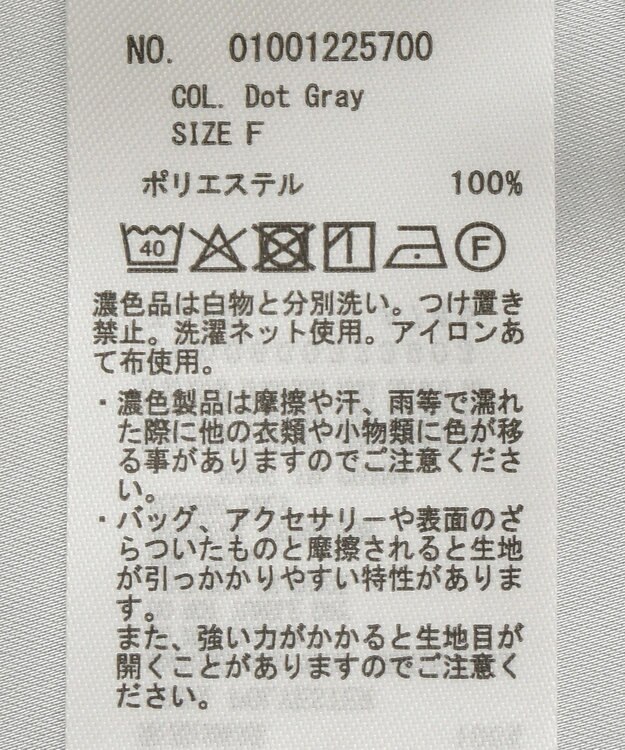 NO. 01001225700
COL. Dot Gray
SIZE F
ポリエステル 100%
40 F
濃色品は白物と分別洗い。つけ置き
禁止。洗濯ネット使用。アイロンあ
て布使用。
・濃色製品は摩擦や汗、雨等で濡れ
た際に他の衣類や小物類に色が移
る事がありますのでご注意くださ
い。
・バッグ、アクセサリーや表面のざ
らついたものと摩擦されると生地
が引っかかりやすい特性がありま
す。
また、強い力がかかると生地目が
開くことがありますのでご注意く
ださい。